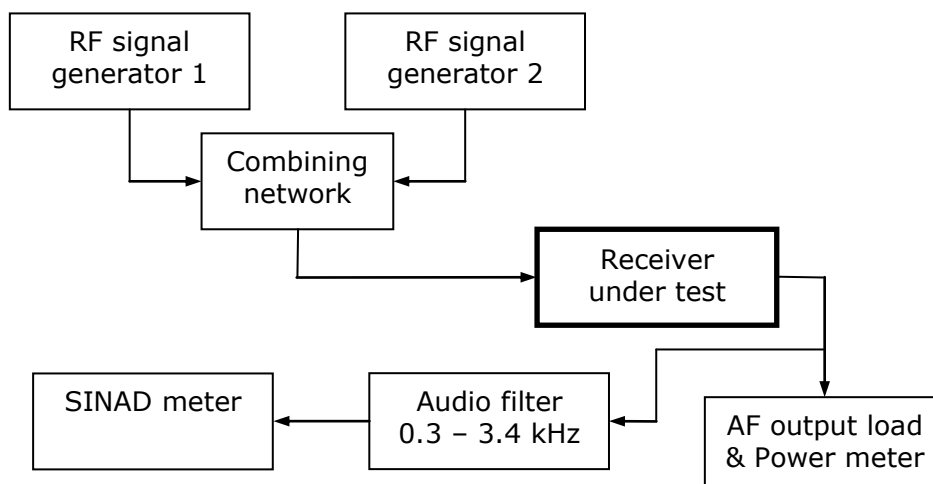 RF signal
generator 1
RF signal
generator 2
Combining
network
Receiver
under test
SINAD meter
Audio filter
0.3 – 3.4 kHz
AF output load
& Power meter